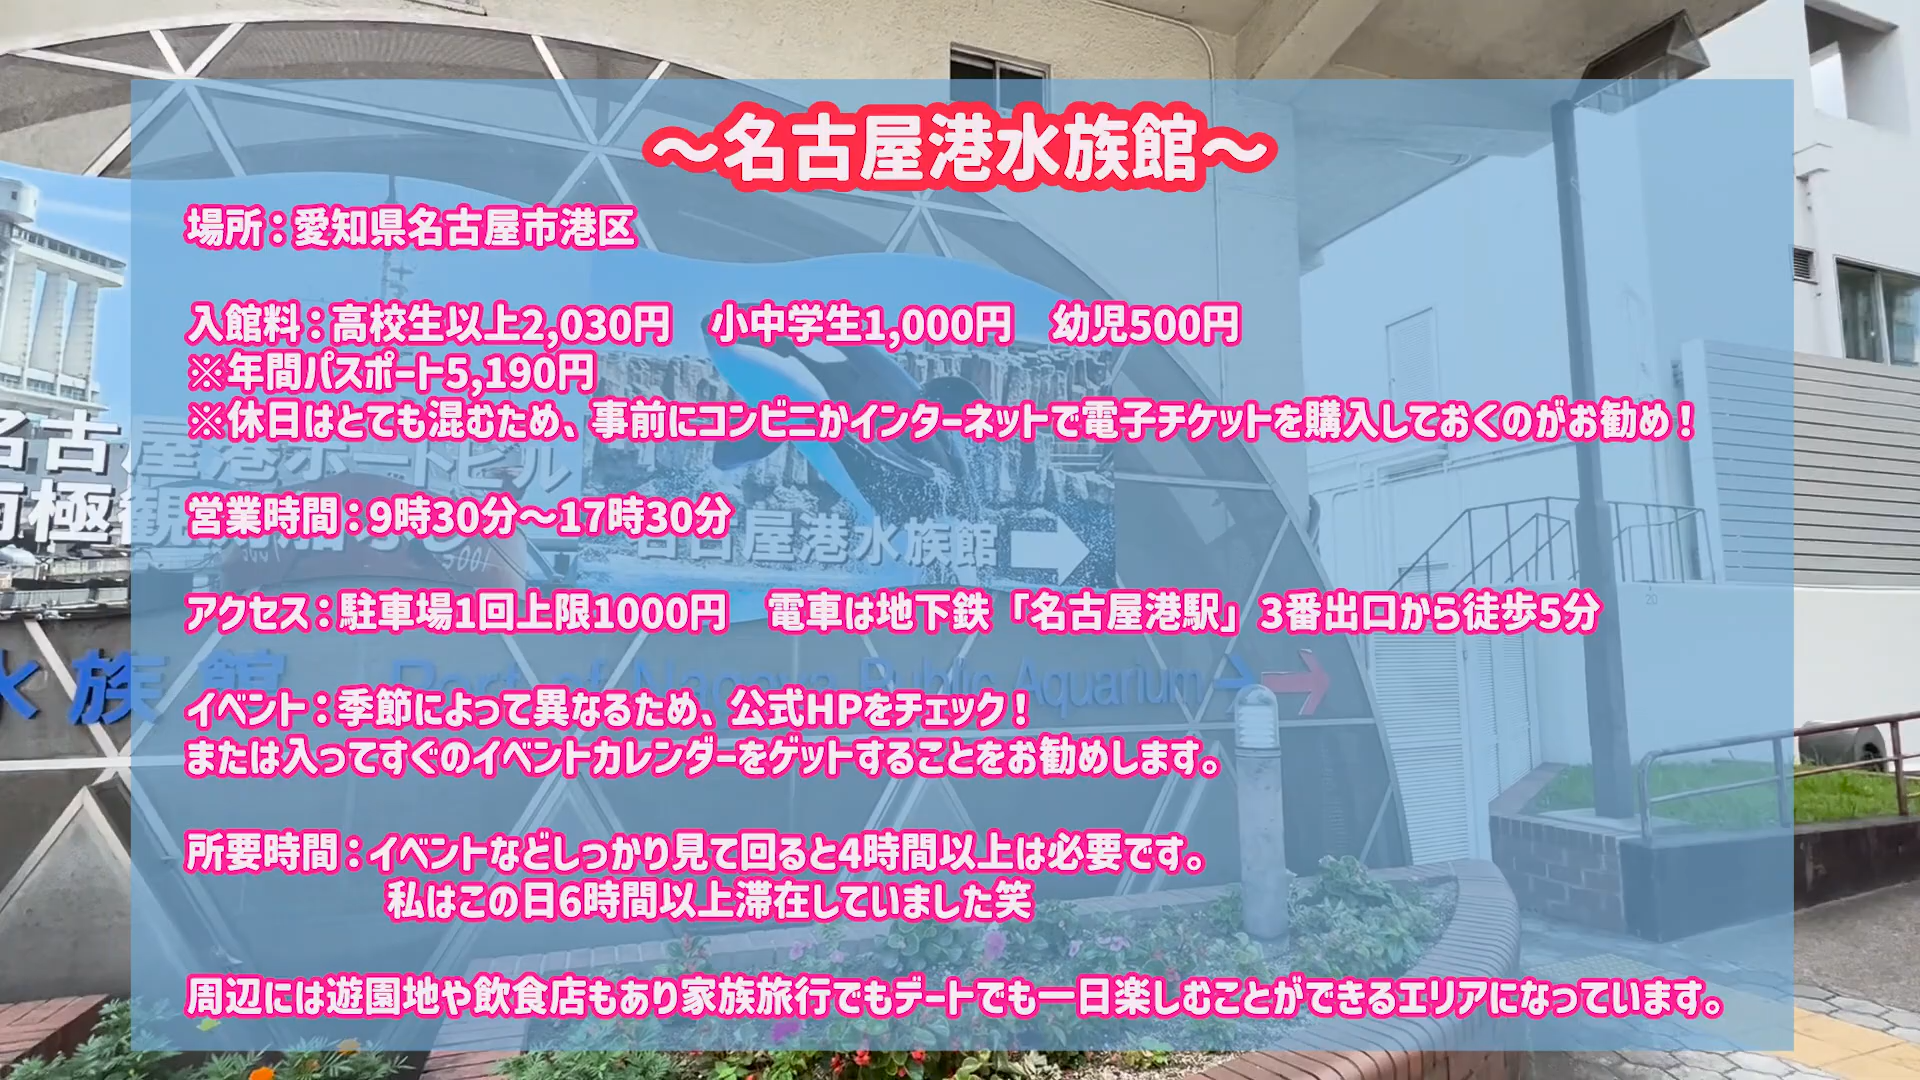 ～名古屋港水族館～
場所：愛知県名古屋市港区
入館料：高校生以上2,030円　小中学生1,000円　幼児500円
※年間パスポート5,190円
※休日はとても混むため、事前にコンビニかインターネットで電子チケットを購入しておくのがお勧め！
名古屋港ポートビル
南極観
営業時間：9時30分～17時30分
名古屋港水族館
5001
アクセス：駐車場1回上限1000円　電車は地下鉄「名古屋港駅」3番出口から徒歩5分
水族館 Port of Nagoya Public Aquarium
イベント：季節によって異なるため、公式HPをチェック！
または入ってすぐのイベントカレンダーをゲットすることをお勧めします。
所要時間：イベントなどしっかり見て回ると4時間以上は必要です。
私はこの日6時間以上滞在していました笑
周辺には遊園地や飲食店もあり家族旅行でもデートでも一日楽しむことができるエリアになっています。